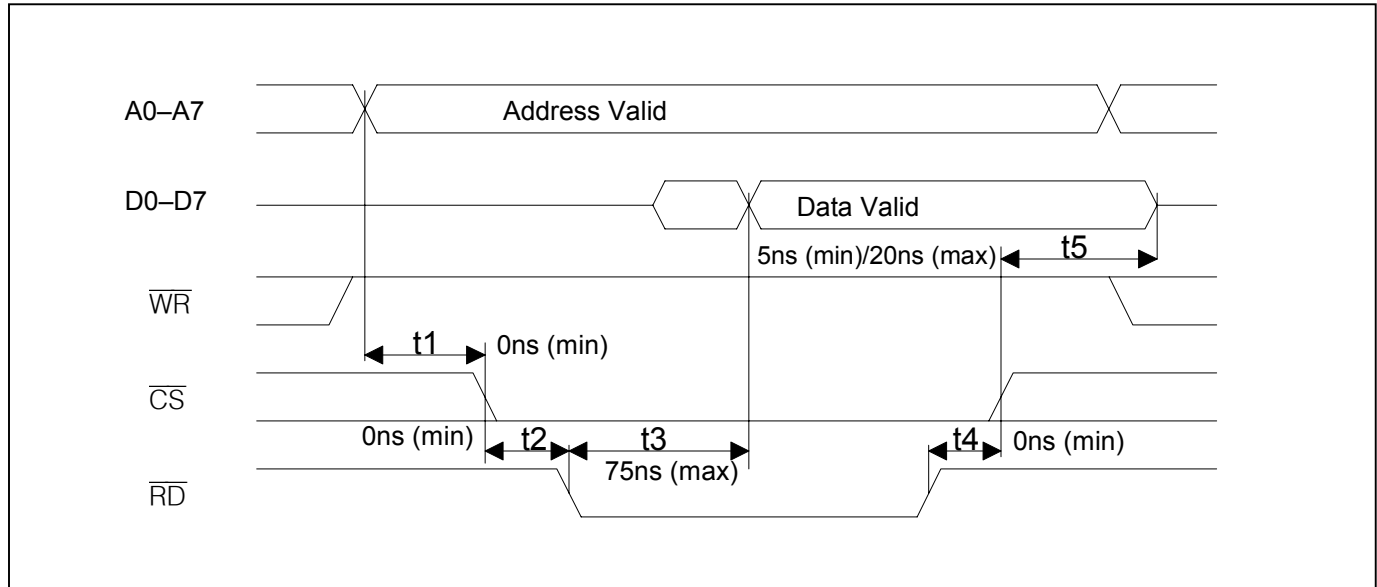 A0–A7
Address Valid
D0–D7
Data Valid
5ns (min)/20ns (max)
t5
WR
t1
0ns (min)
CS
0ns (min)
t2
t3
t4
0ns (min)
75ns (max)
RD